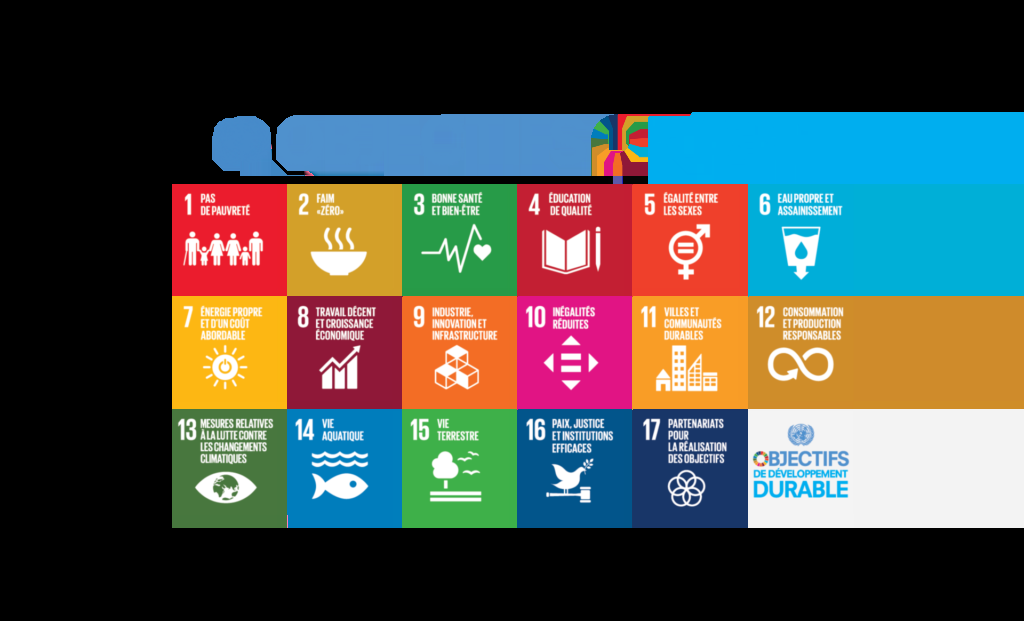 1 PAS
DE PAUVRETÉ
2 FAIM
«ZÉRO»
3 BONNE SANTÉ
ET BIEN-ÊTRE
4 ÉDUCATION
DE QUALITÉ
5 ÉGALITÉ ENTRE
LES SEXES
6 EAU PROPRE ET
ASSAINISSEMENT
7 ÉNERGIE PROPRE
ET D'UN COÛT
ABORDABLE
8 TRAVAIL DÉCENT
ET CROISSANCE
ÉCONOMIQUE
9 INDUSTRIE,
INNOVATION ET
INFRASTRUCTURE
10 INÉGALITÉS
RÉDUITES
11 VILLES ET
COMMUNAUTÉS
DURABLES
12 CONSOMMATION
ET PRODUCTION
RESPONSABLES
13 MESURES RELATIVES
À LA LUTTE CONTRE
LES CHANGEMENTS
CLIMATIQUES
14 VIE
AQUATIQUE
15 VIE
TERRESTRE
16 PAIX, JUSTICE
ET INSTITUTIONS
EFFICACES
17 PARTENARIATS
POUR
LA RÉALISATION
DES OBJECTIFS
OBJECTIFS
DE DÉVELOPPEMENT
DURABLE